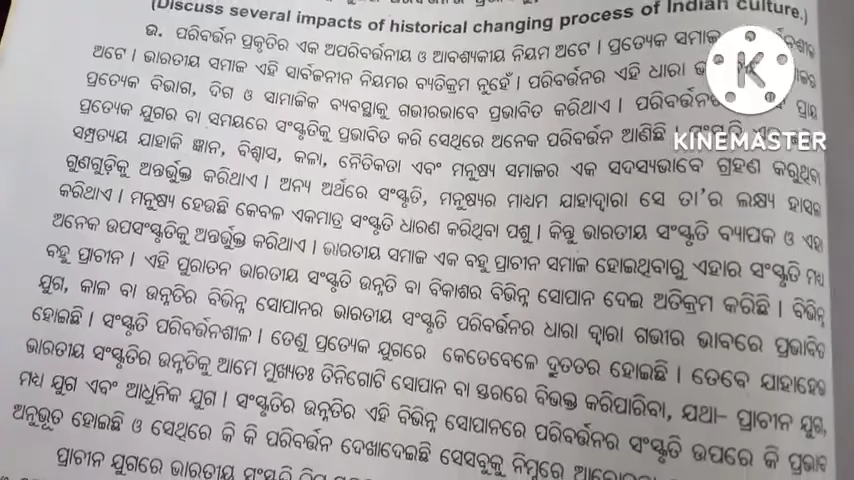 (Discuss several impacts of historical changing process of Indian culture.)
ଉ. ପରିବର୍ତ୍ତନ ପ୍ରକୃତିର ଏକ ଅପରିବର୍ତ୍ତନୀୟ ଓ ଆବଶ୍ୟକୀୟ ନିୟମ ଅଟେ । ପ୍ରତ୍ୟେକ ସମାଜ
ଅଟେ । ଭାରତୀୟ ସମାଜ ଏହି ସାର୍ବଜନୀନ ନିୟମର ବ୍ୟତିକ୍ରମ ନୁହେଁ । ପରିବର୍ତ୍ତନର ଏହି ଧାରା
ପ୍ରତ୍ୟେକ ବିଭାଗ, ଦିଗ ଓ ସାମାଜିକ ବ୍ୟବସ୍ଥାକୁ ଗଭୀରଭାବେ ପ୍ରଭାବିତ କରିଥାଏ । ପ୍ରାୟ
ପ୍ରତ୍ୟେକ ଯୁଗର ବା ସମୟରେ ସଂସ୍କୃତିକୁ ପ୍ରଭାବିତ କରି ସେଥିରେ ଅନେକ ପରିବର୍ତ୍ତନ ଆଣିଛି ।
ସମ୍ପ୍ରତ୍ୟୟ ଯାହାକି ଜ୍ଞାନ, ବିଶ୍ୱାସ, କଳା, ନୈତିକତା ଏବଂ ମନୁଷ୍ୟ ସମାଜର ଏକ ସଦସ୍ୟଭାବେ ଗ୍ରହଣ କରୁଥିବା
ଗୁଣଗୁଡ଼ିକୁ ଅନ୍ତର୍ଭୁକ୍ତ କରିଥାଏ । ଅନ୍ୟ ଅର୍ଥରେ ସଂସ୍କୃତି, ମନୁଷ୍ୟର ମାଧ୍ୟମ ଯାହାଦ୍ୱାରା ସେ ତା'ର ଲକ୍ଷ୍ୟ ହାସଲ
କରିଥାଏ । ମନୁଷ୍ୟ ହେଉଛି କେବଳ ଏକମାତ୍ର ସଂସ୍କୃତି ଧାରଣ କରିଥିବା ପଶୁ । କିନ୍ତୁ ଭାରତୀୟ ସଂସ୍କୃତି ବ୍ୟାପକ ଓ ଏହା
ଅନେକ ଉପସଂସ୍କୃତିକୁ ଅନ୍ତର୍ଭୁକ୍ତ କରିଥାଏ । ଭାରତୀୟ ସମାଜ ଏକ ବହୁ ପ୍ରାଚୀନ ସମାଜ ହୋଇଥିବାରୁ ଏହାର ସଂସ୍କୃତି ମଧ୍ୟ
ବହୁ ପ୍ରାଚୀନ । ଏହି ପୁରାତନ ଭାରତୀୟ ସଂସ୍କୃତି ଉନ୍ନତି ବା ବିକାଶର ବିଭିନ୍ନ ସୋପାନ ଦେଇ ଅତିକ୍ରମ କରିଛି । ବିଭିନ୍ନ
ଯୁଗ, କାଳ ବା ଉନ୍ନତିର ବିଭିନ୍ନ ସୋପାନର ଭାରତୀୟ ସଂସ୍କୃତି ପରିବର୍ତ୍ତନର ଧାରା ଦ୍ୱାରା ଗଭୀର ଭାବରେ ପ୍ରଭାବିତ
ହୋଇଛି । ସଂସ୍କୃତି ପରିବର୍ତ୍ତନଶୀଳ । ତେଣୁ ପ୍ରତ୍ୟେକ ଯୁଗରେ କେତେବେଳେ ଦ୍ରୁତତର ହୋଇଛି । ତେବେ ଯାହାହେଉ
ଭାରତୀୟ ସଂସ୍କୃତିର ଉନ୍ନତିକୁ ଆମେ ମୁଖ୍ୟତଃ ତିନିଗୋଟି ସୋପାନ ବା ସ୍ତରରେ ବିଭକ୍ତ କରିପାରିବା, ଯଥା– ପ୍ରାଚୀନ ଯୁଗ,
ମଧ୍ୟ ଯୁଗ ଏବଂ ଆଧୁନିକ ଯୁଗ । ସଂସ୍କୃତିର ଉନ୍ନତିର ଏହି ବିଭିନ୍ନ ସୋପାନରେ ପରିବର୍ତ୍ତନର ସଂସ୍କୃତି ଉପରେ କି ପ୍ରଭାବ
ଅନୁଭୂତ ହୋଇଛି ଓ ସେଥିରେ କି କି ପରିବର୍ତ୍ତନ ଦେଖାଦେଇଛି ସେସବୁକୁ ନିମ୍ନରେ
ପ୍ରାଚୀନ ଯୁଗରେ ଭାରତୀୟ
KINEMASTER